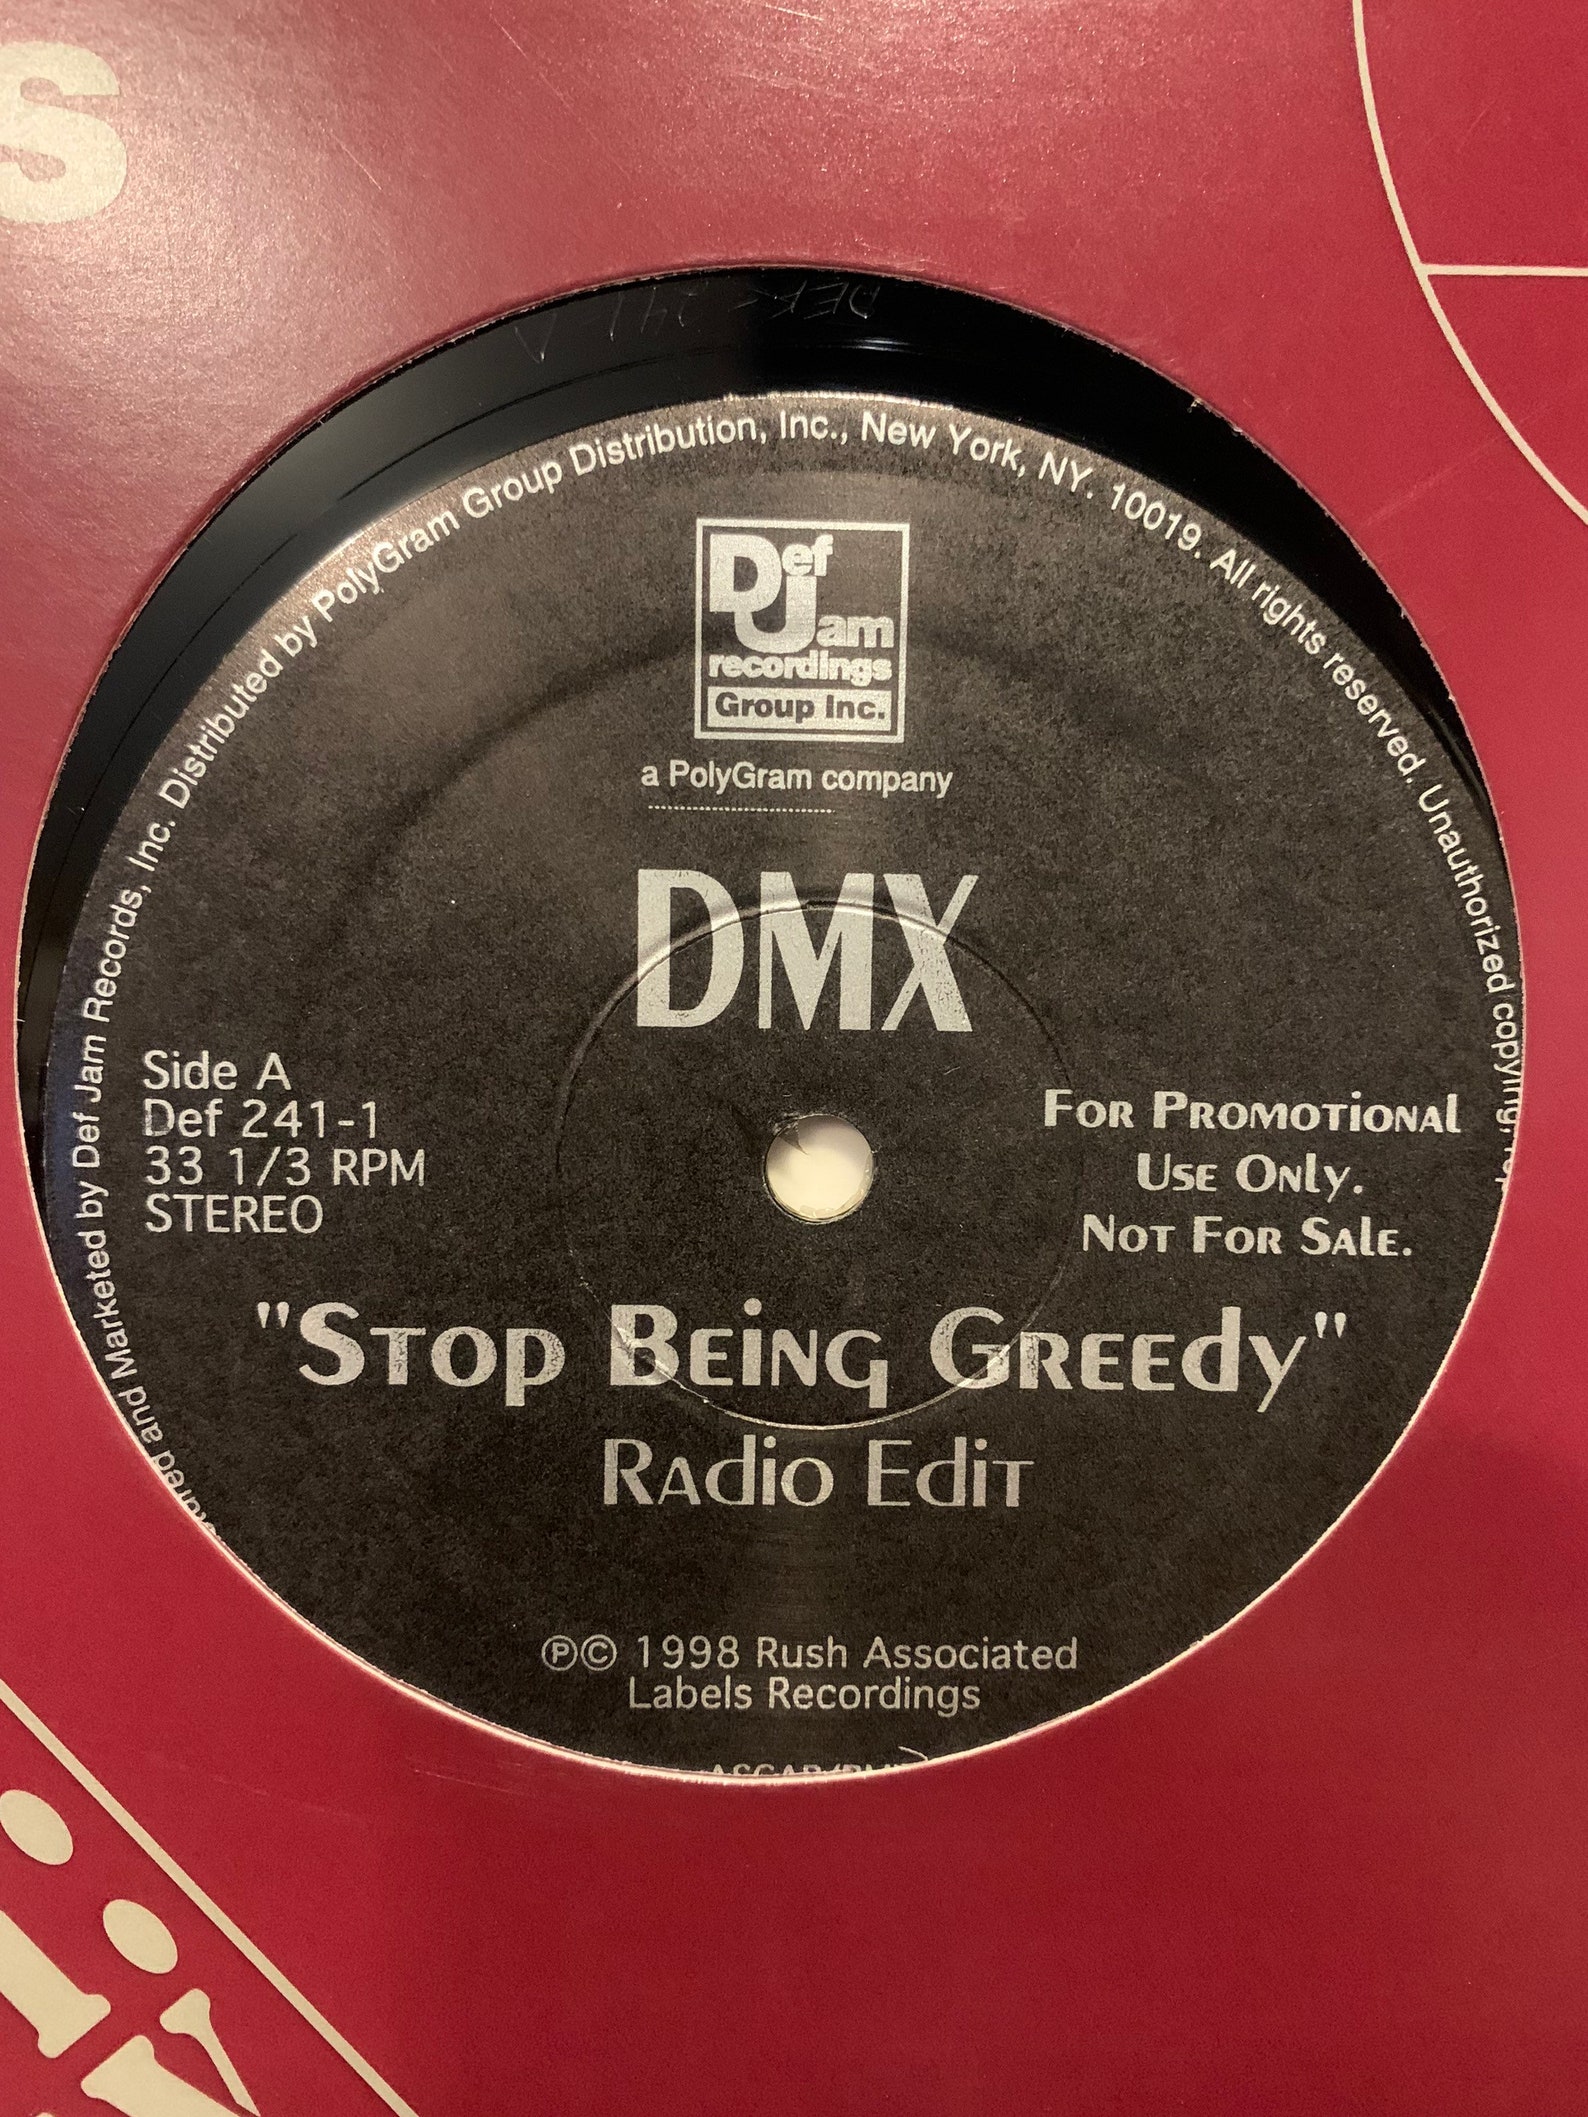 S
DEF 241 A
Manufactured and Marketed by Def Jam Records, Inc. Distributed by PolyGram Group Distribution, Inc., New York, NY. 10019. All rights reserved. Unauthorized copying,
Def Jam
recordings
Group Inc.
a PolyGram company
DMX
Side A
Def 241-1
33 1/3 RPM
STEREO
For Promotional
Use Only.
Not For Sale.
"Stop Being Greedy"
Radio Edit
℗© 1998 Rush Associated
Labels Recordings